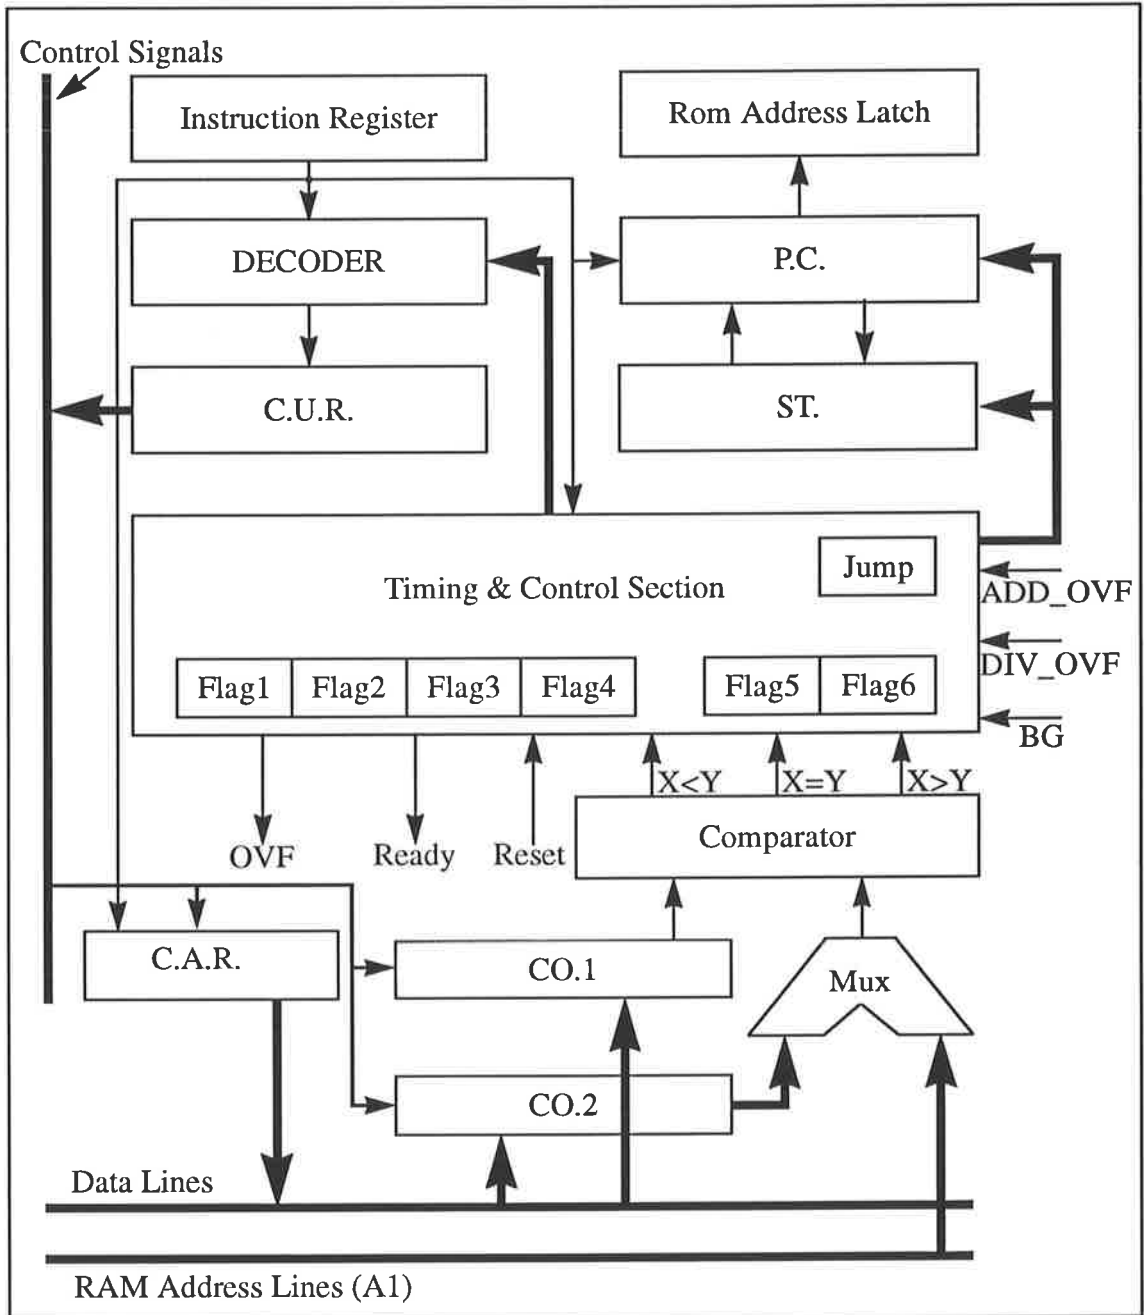 Control Signals
Instruction Register
Rom Address Latch
DECODER
P.C.
C.U.R.
ST.
Jump
Timing & Control Section
ADD_OVF
DIV_OVF
Flag1 Flag2 Flag3 Flag4 Flag5 Flag6
BG
X<Y X=Y X>Y
OVF Ready Reset
Comparator
C.A.R.
CO.1
Mux
CO.2
Data Lines
RAM Address Lines (A1)